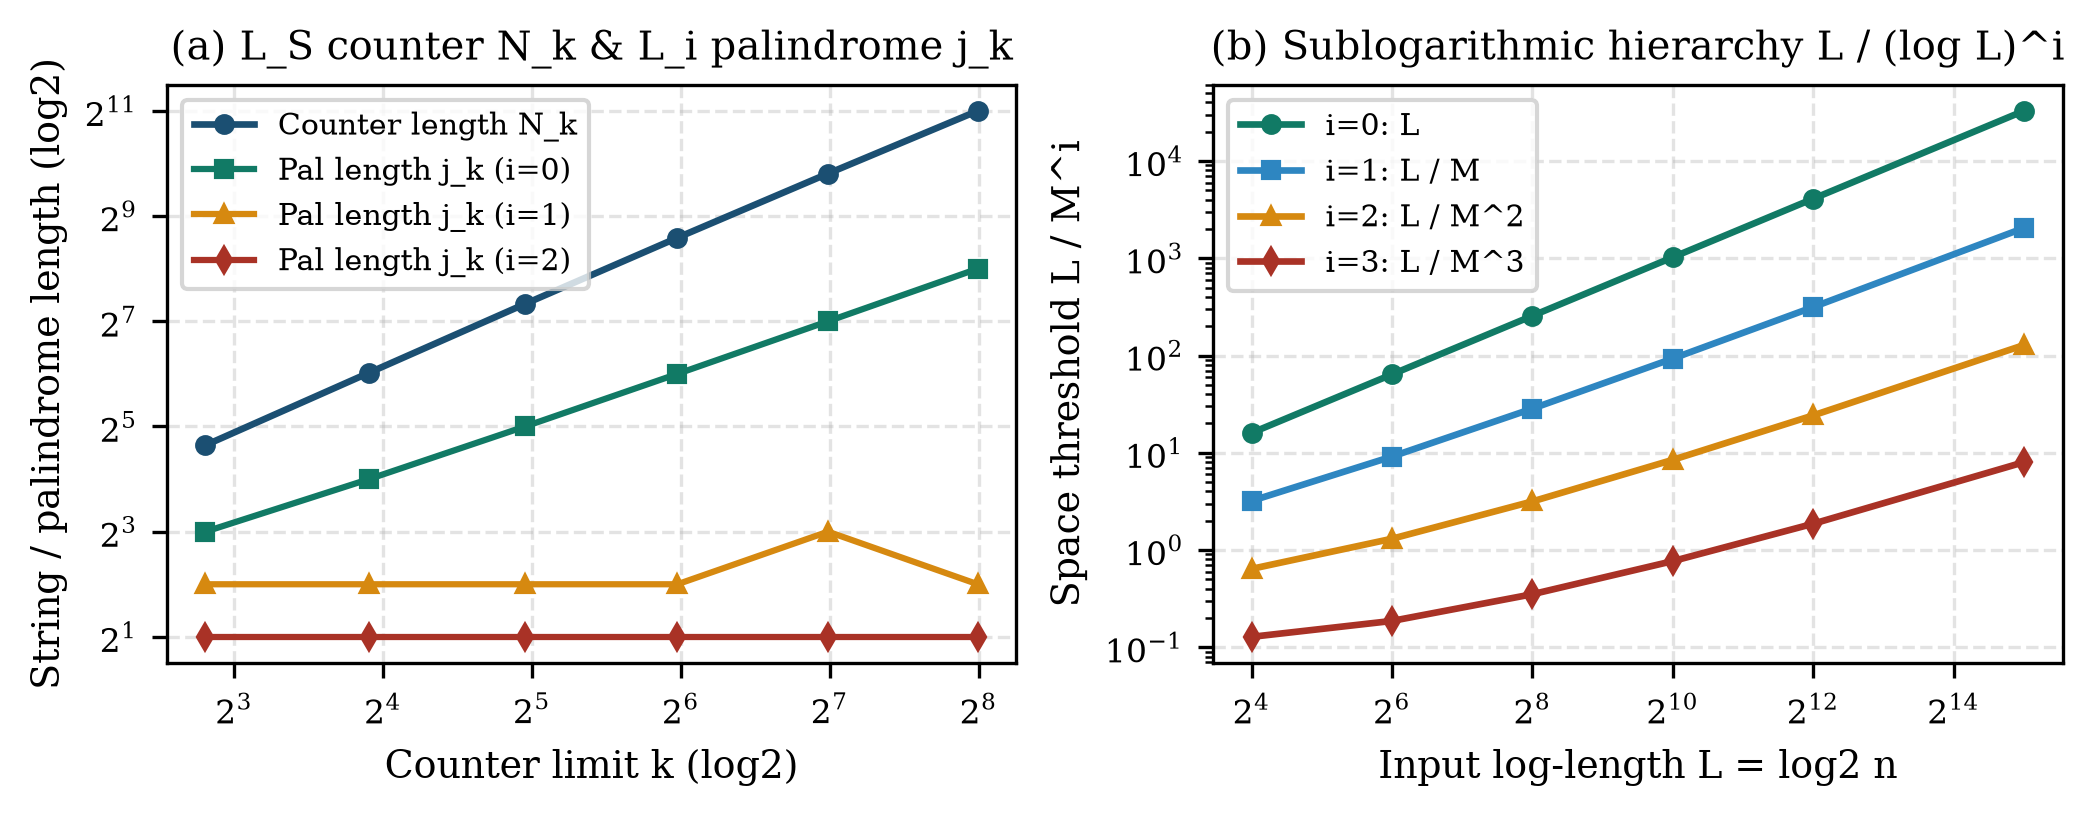 (a) L_S counter N_k & L_i palindrome j_k
String / palindrome length (log2)
2^11
2^9
2^7
2^5
2^3
2^1
Counter length N_k
Pal length j_k (i=0)
Pal length j_k (i=1)
Pal length j_k (i=2)
2^3 2^4 2^5 2^6 2^7 2^8
Counter limit k (log2)
(b) Sublogarithmic hierarchy L / (log L)^i
Space threshold L / M^i
10^4
10^3
10^2
10^1
10^0
10^−1
i=0: L
i=1: L / M
i=2: L / M^2
i=3: L / M^3
2^4 2^6 2^8 2^10 2^12 2^14
Input log-length L = log2 n